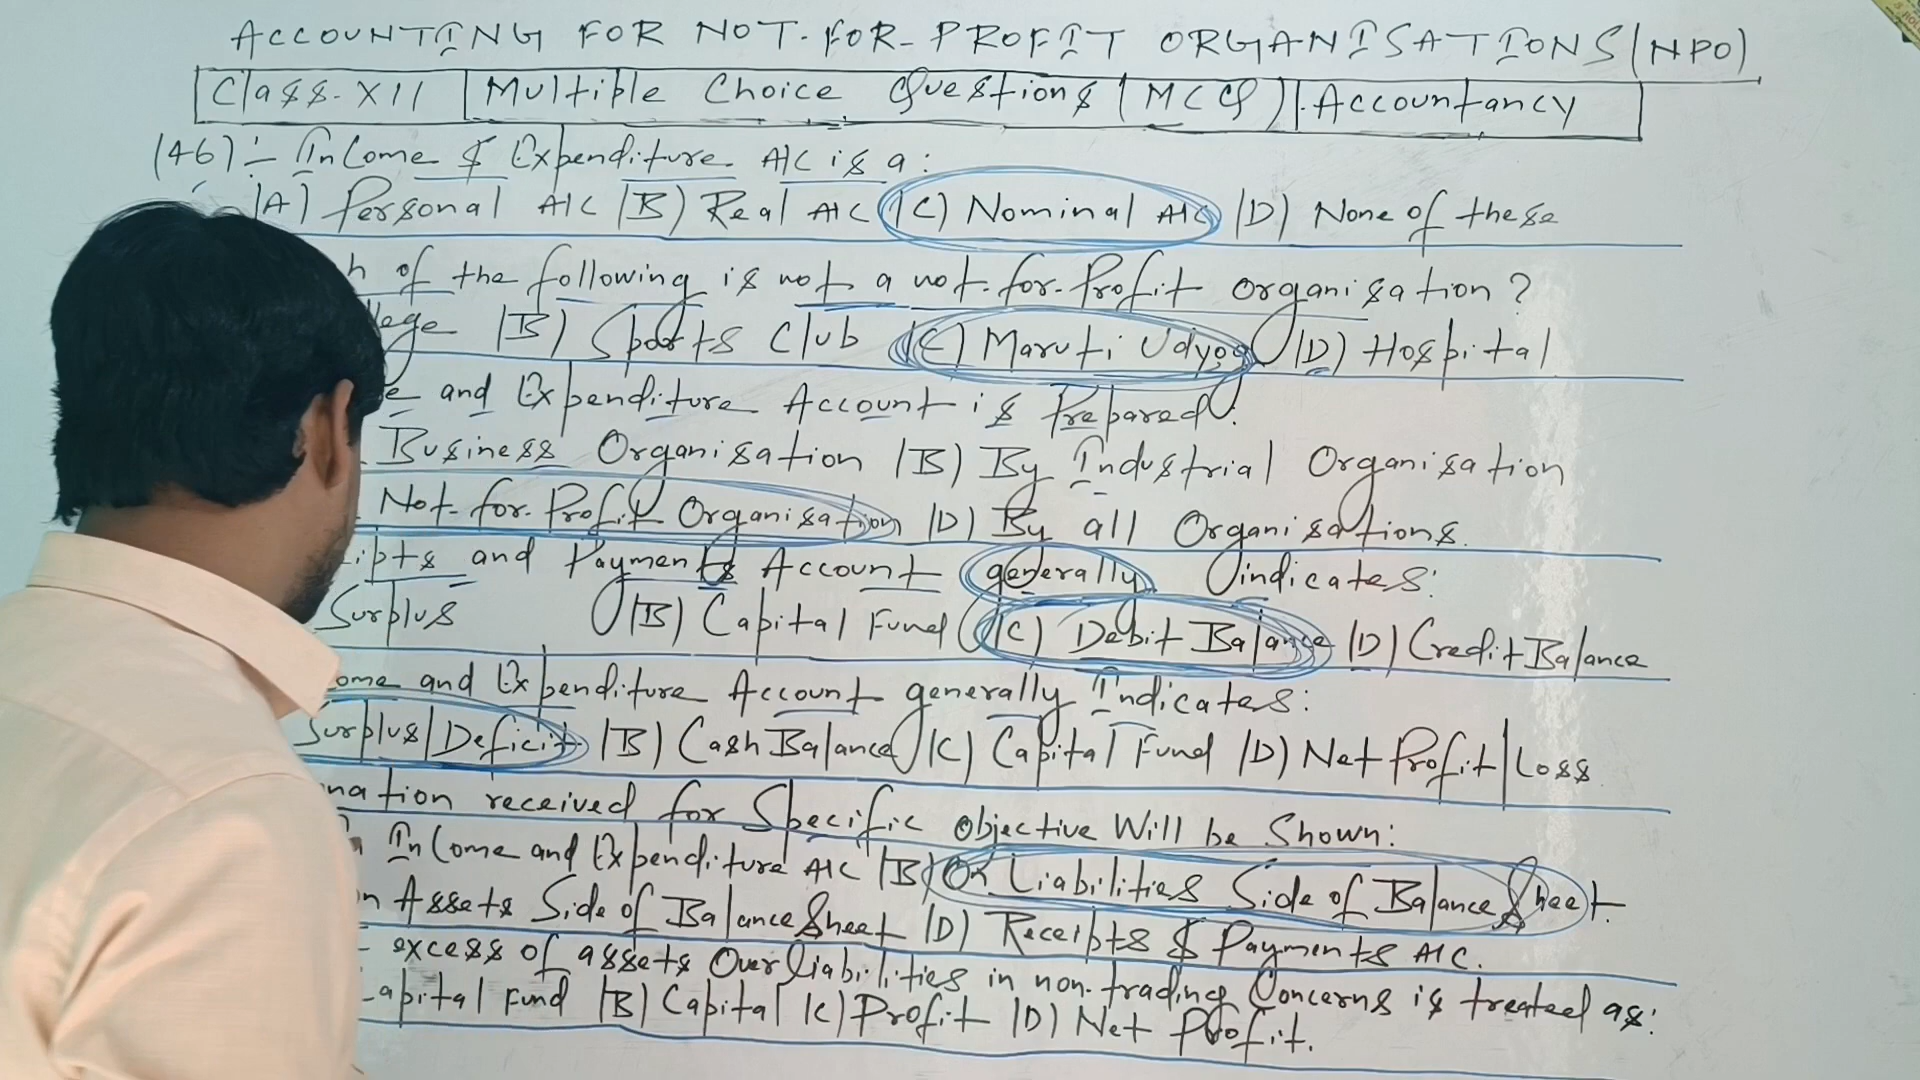 ACCOUNTING FOR NOT-FOR-PROFIT ORGANISATIONS (NPO)
Class-XII | Multiple Choice Questions (MCQ) | Accountancy
(46):- Income & Expenditure A/C is a:
(A) Personal A/C (B) Real A/C (C) Nominal A/C (D) None of these
h of the following is not a not-for-Profit organisation?
lege (B) Sports Club (C) Maruti Udyog (D) Hospital
e and Expenditure Account is Prepared:
Business Organisation (B) By Industrial Organisation
Not-for-Profit Organisation (D) By all Organisations.
ipts and Payments Account generally indicates:
Surplus (B) Capital Fund (C) Debit Balance (D) Credit Balance
ome and Expenditure Account generally Indicates:
Surplus/Deficit (B) Cash Balance (C) Capital Fund (D) Net Profit/Loss
nation received for Specific Objective Will be Shown:
In Income and Expenditure A/C (B) On Liabilities Side of Balance Sheet.
n Assets Side of Balance Sheet (D) Receipts & Payments A/C.
excess of assets Over liabilities in non-trading Concerns is treated as:
apital Fund (B) Capital (C) Profit (D) Net Profit.